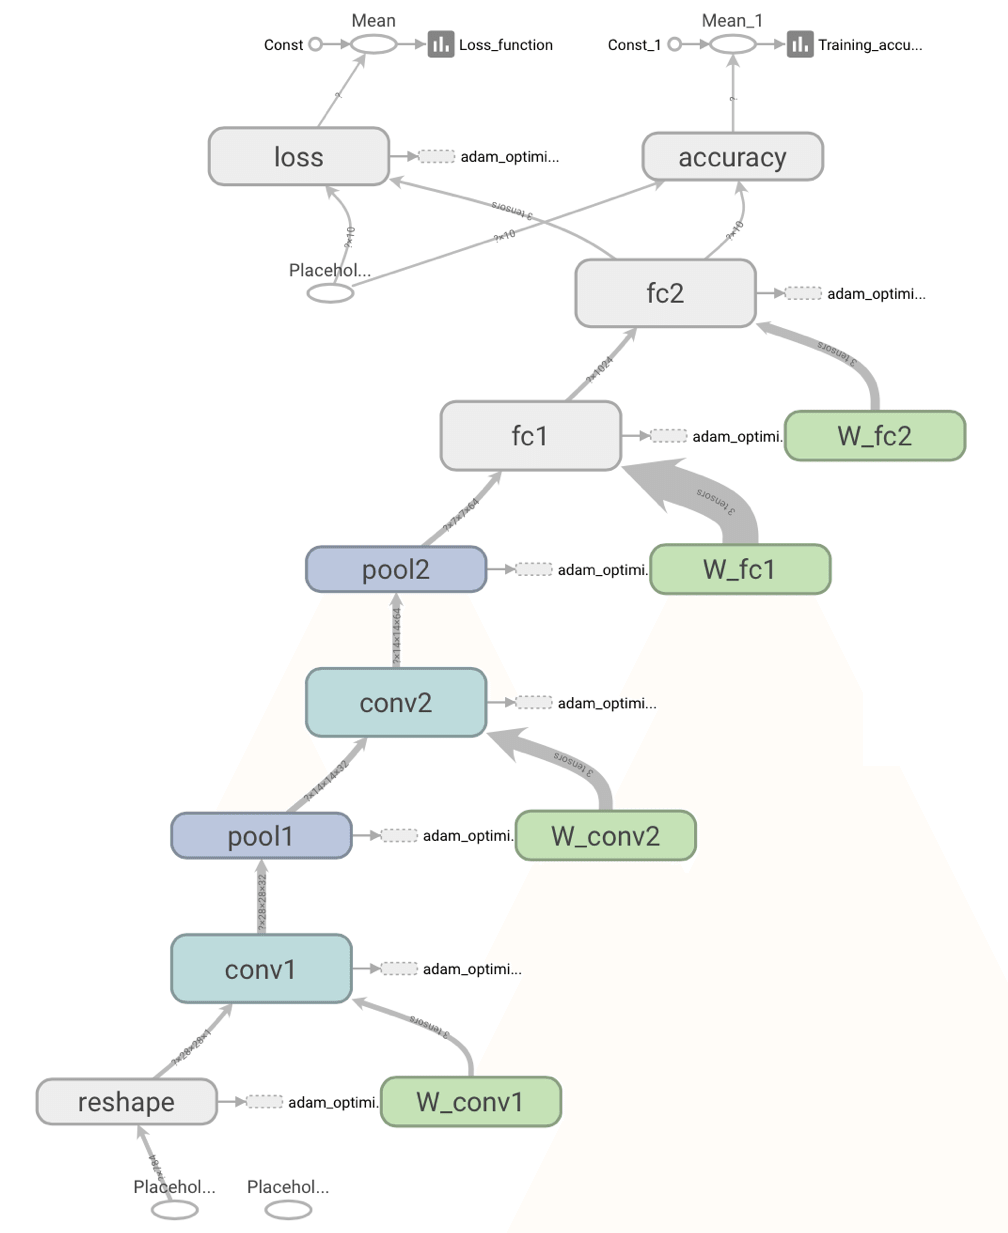 Mean
Mean_1
Const
Loss_function
Const_1
Training_accu...
?
?
loss
adam_optimi...
accuracy
3 tensors
?×10
?×10
?×10
Placehol...
fc2
adam_optimi...
?×1024
3 tensors
fc1
adam_optimi.
W_fc2
?×7×7×64
3 tensors
pool2
adam_optimi.
W_fc1
?×14×14×64
conv2
adam_optimi...
?×14×14×32
3 tensors
pool1
adam_optimi.
W_conv2
?×28×28×32
conv1
adam_optimi...
?×28×28×1
3 tensors
reshape
adam_optimi.
W_conv1
?×784
Placehol...
Placehol...